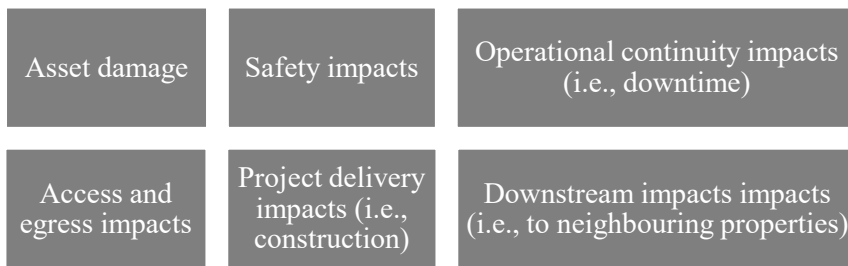 Asset damage
Safety impacts
Operational continuity impacts
(i.e., downtime)
Access and
egress impacts
Project delivery
impacts (i.e.,
construction)
Downstream impacts impacts
(i.e., to neighbouring properties)